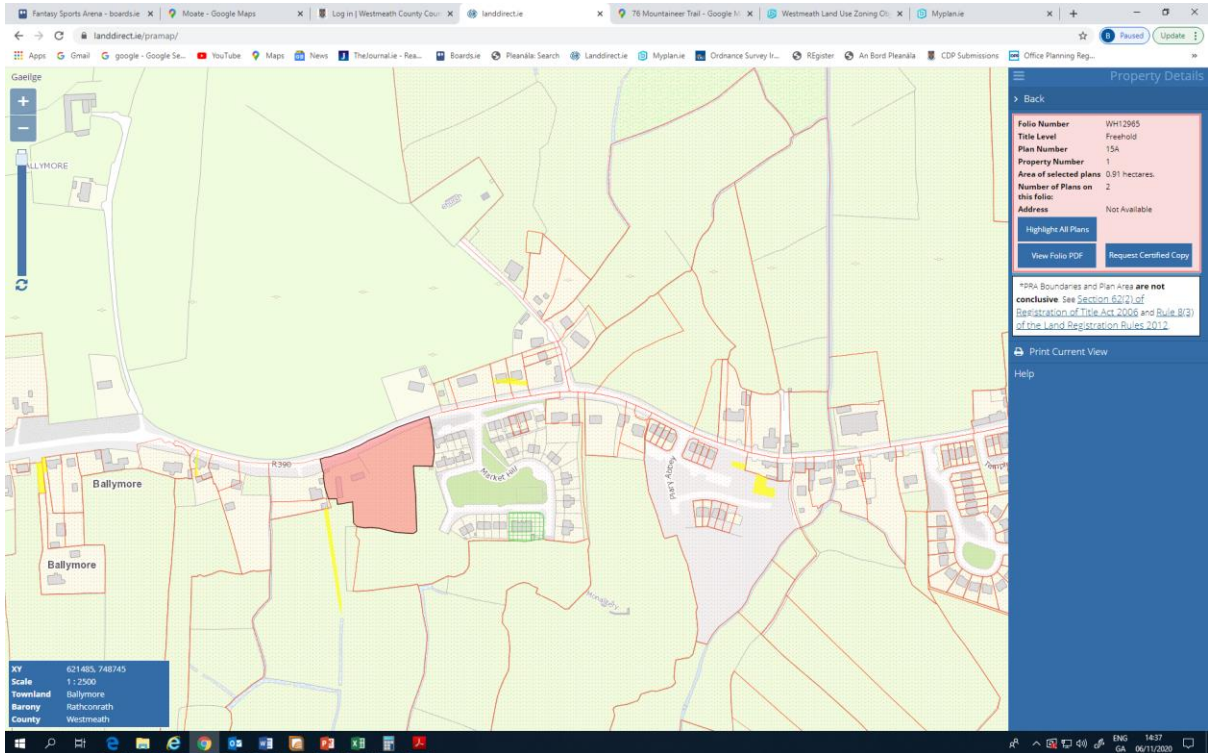 Fantasy Sports Arena - boards.ie
Moate - Google Maps
Log in | Westmeath County Coun
landdirect.ie
76 Mountaineer Trail - Google M
Westmeath Land Use Zoning Obj
Myplan.ie
landdirect.ie/pramap/
B Paused
Update
Apps
Gmail
google - Google Se...
YouTube
Maps
News
TheJournal.ie - Rea...
Boards.ie
Pleanála: Search
Landdirect.ie
Myplan.ie
Ordnance Survey Ir...
REgister
An Bord Pleanála
CDP Submissions
Office Planning Reg...
Gaeilge
+
−
ALLYMORE
R390
Ballymore
Ballymore
Market Hill
Park Abbey
Monastery
Property Details
> Back
Folio Number WH12965
Title Level Freehold
Plan Number 15A
Property Number 1
Area of selected plans 0.91 hectares.
Number of Plans on 2
this folio:
Address Not Available
Highlight All Plans
View Folio PDF
Request Certified Copy
*PRA Boundaries and Plan Area are not
conclusive. See Section 62(2) of
Registration of Title Act 2006 and Rule 8(3)
of the Land Registration Rules 2012.
Print Current View
Help
XY 621485, 748745
Scale 1 : 2500
Townland Ballymore
Barony Rathconrath
County Westmeath
ENG 14:37
GA 06/11/2020